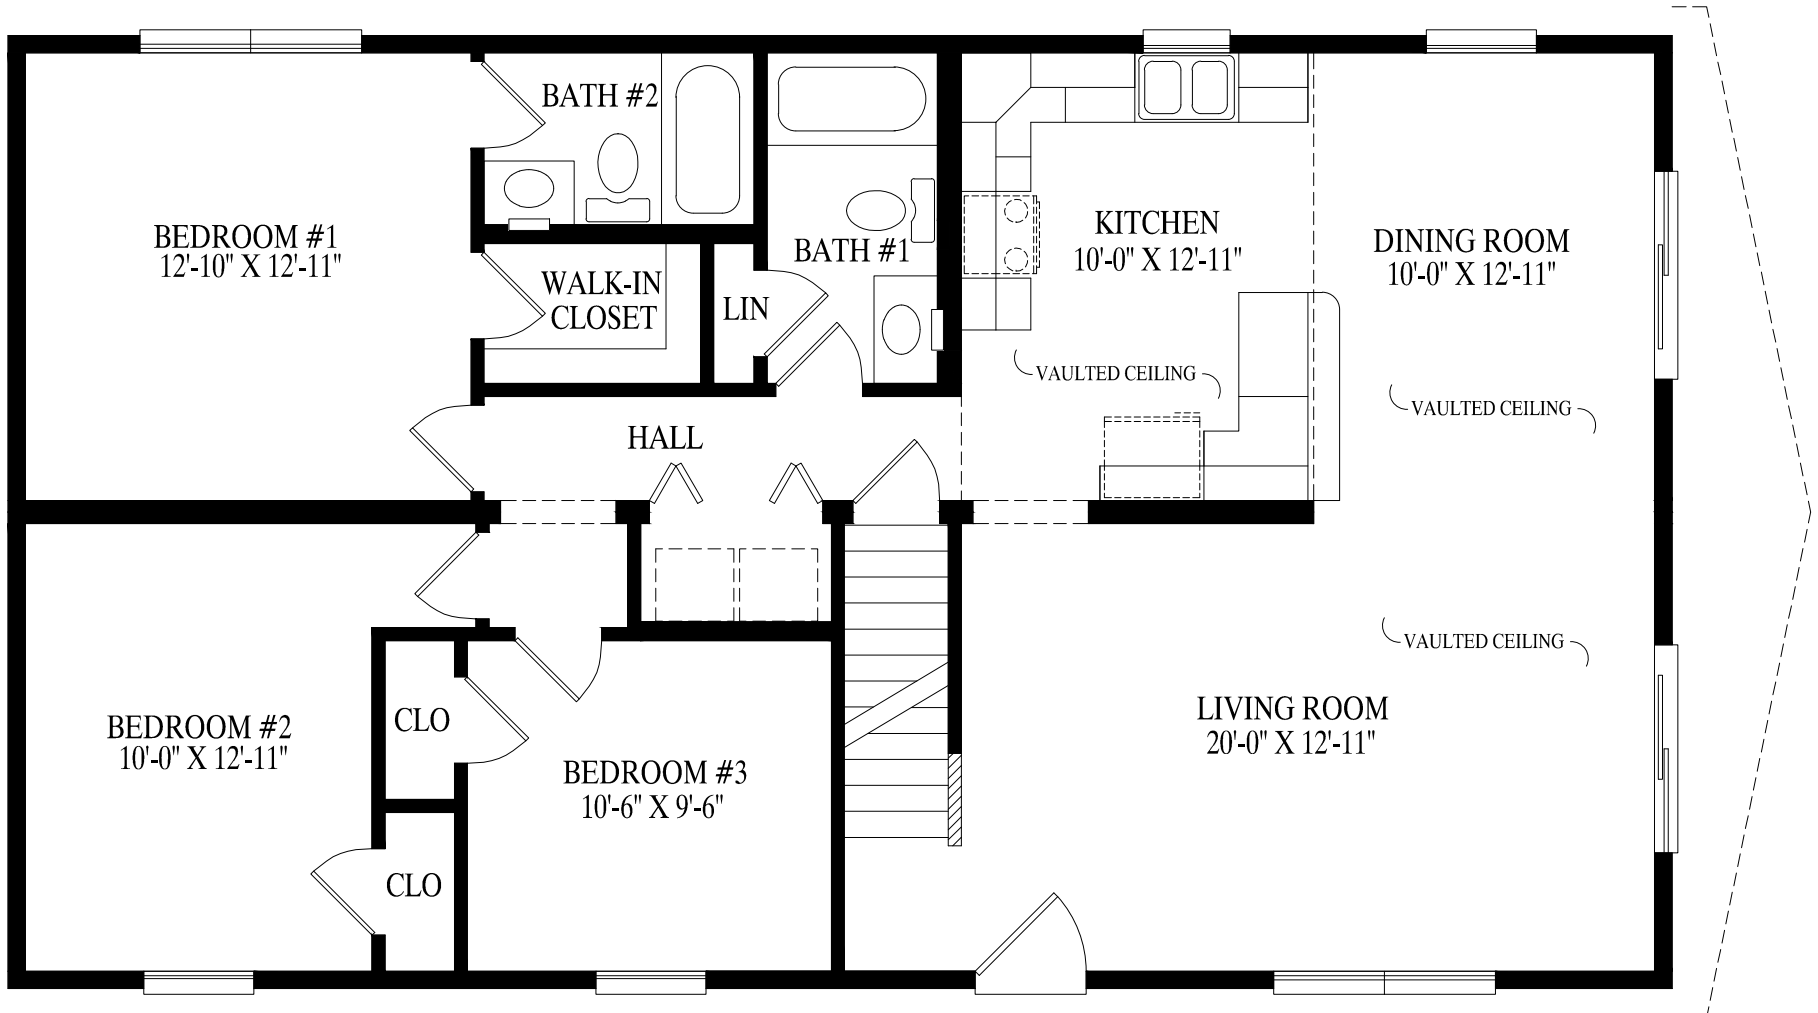 BATH #2
BEDROOM #1
12'-10" X 12'-11"
WALK-IN
CLOSET
LIN
BATH #1
KITCHEN
10'-0" X 12'-11"
DINING ROOM
10'-0" X 12'-11"
VAULTED CEILING
VAULTED CEILING
HALL
VAULTED CEILING
BEDROOM #2
10'-0" X 12'-11"
CLO
CLO
BEDROOM #3
10'-6" X 9'-6"
LIVING ROOM
20'-0" X 12'-11"